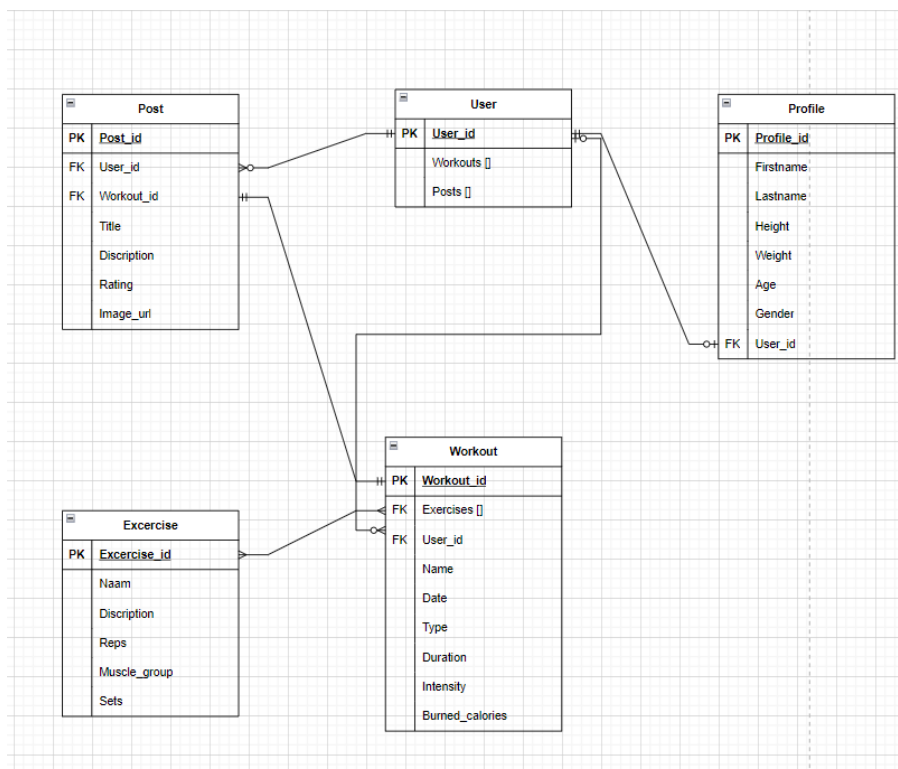 Post
PK Post_id
FK User_id
FK Workout_id
Title
Discription
Rating
Image_url
User
PK User_id
Workouts []
Posts []
Profile
PK Profile_id
Firstname
Lastname
Height
Weight
Age
Gender
FK User_id
Excercise
PK Excercise_id
Naam
Discription
Reps
Muscle_group
Sets
Workout
PK Workout_id
FK Exercises []
FK User_id
Name
Date
Type
Duration
Intensity
Burned_calories